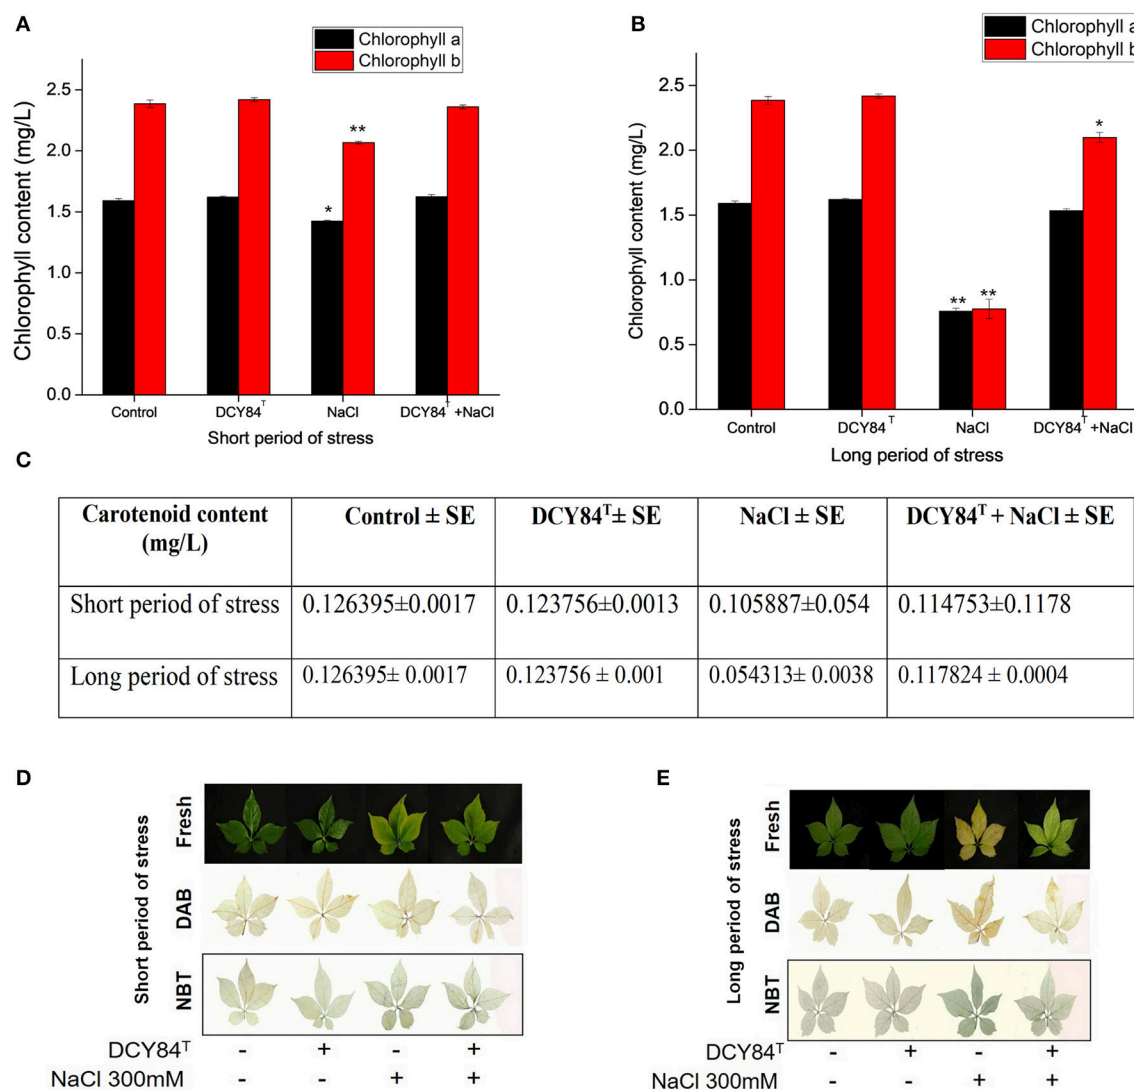 A
Chlorophyll a
Chlorophyll b
Chlorophyll content (mg/L)
2.5
2.0
1.5
1.0
0.5
0.0
*
**
Control
DCY84ᵀ
NaCl
DCY84ᵀ +NaCl
Short period of stress
B
Chlorophyll a
Chlorophyll b
Chlorophyll content (mg/L)
2.5
2.0
1.5
1.0
0.5
0.0
**
**
*
Control
DCY84ᵀ
NaCl
DCY84ᵀ +NaCl
Long period of stress
C
Carotenoid content
(mg/L)
Control ± SE
DCY84ᵀ± SE
NaCl ± SE
DCY84ᵀ + NaCl ± SE
Short period of stress
0.126395±0.0017
0.123756±0.0013
0.105887±0.054
0.114753±0.1178
Long period of stress
0.126395± 0.0017
0.123756 ± 0.001
0.054313± 0.0038
0.117824 ± 0.0004
D
Short period of stress
Fresh
DAB
NBT
DCY84ᵀ - + - +
NaCl 300mM - - + +
E
Long period of stress
Fresh
DAB
NBT
DCY84ᵀ - + - +
NaCl 300mM - - + +